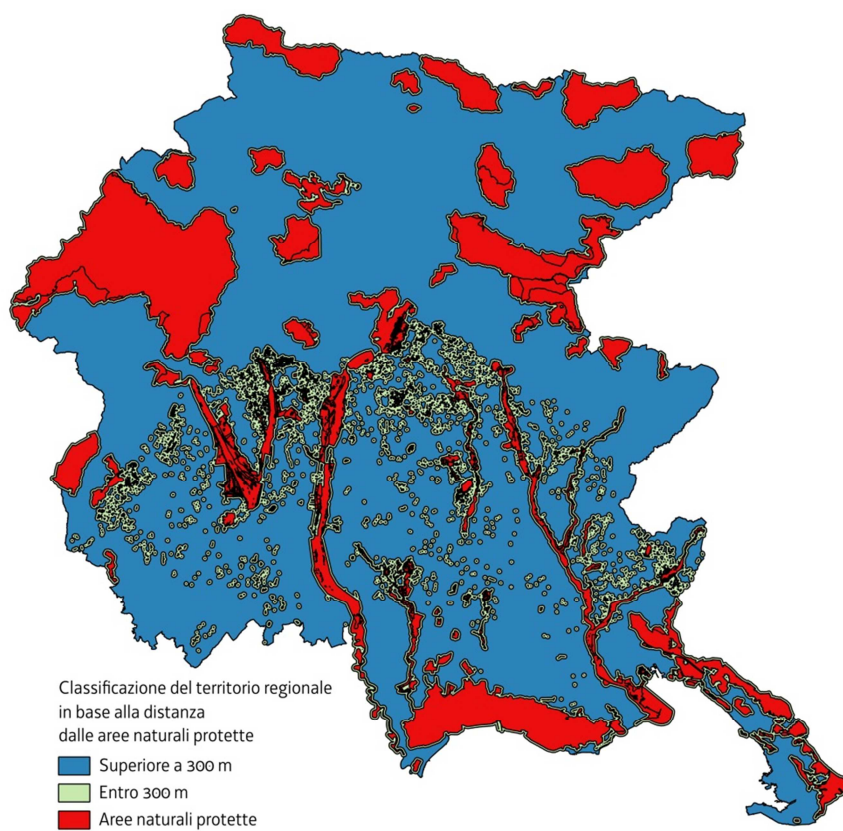 Classificazione del territorio regionale
in base alla distanza
dalle aree naturali protette
Superiore a 300 m
Entro 300 m
Aree naturali protette